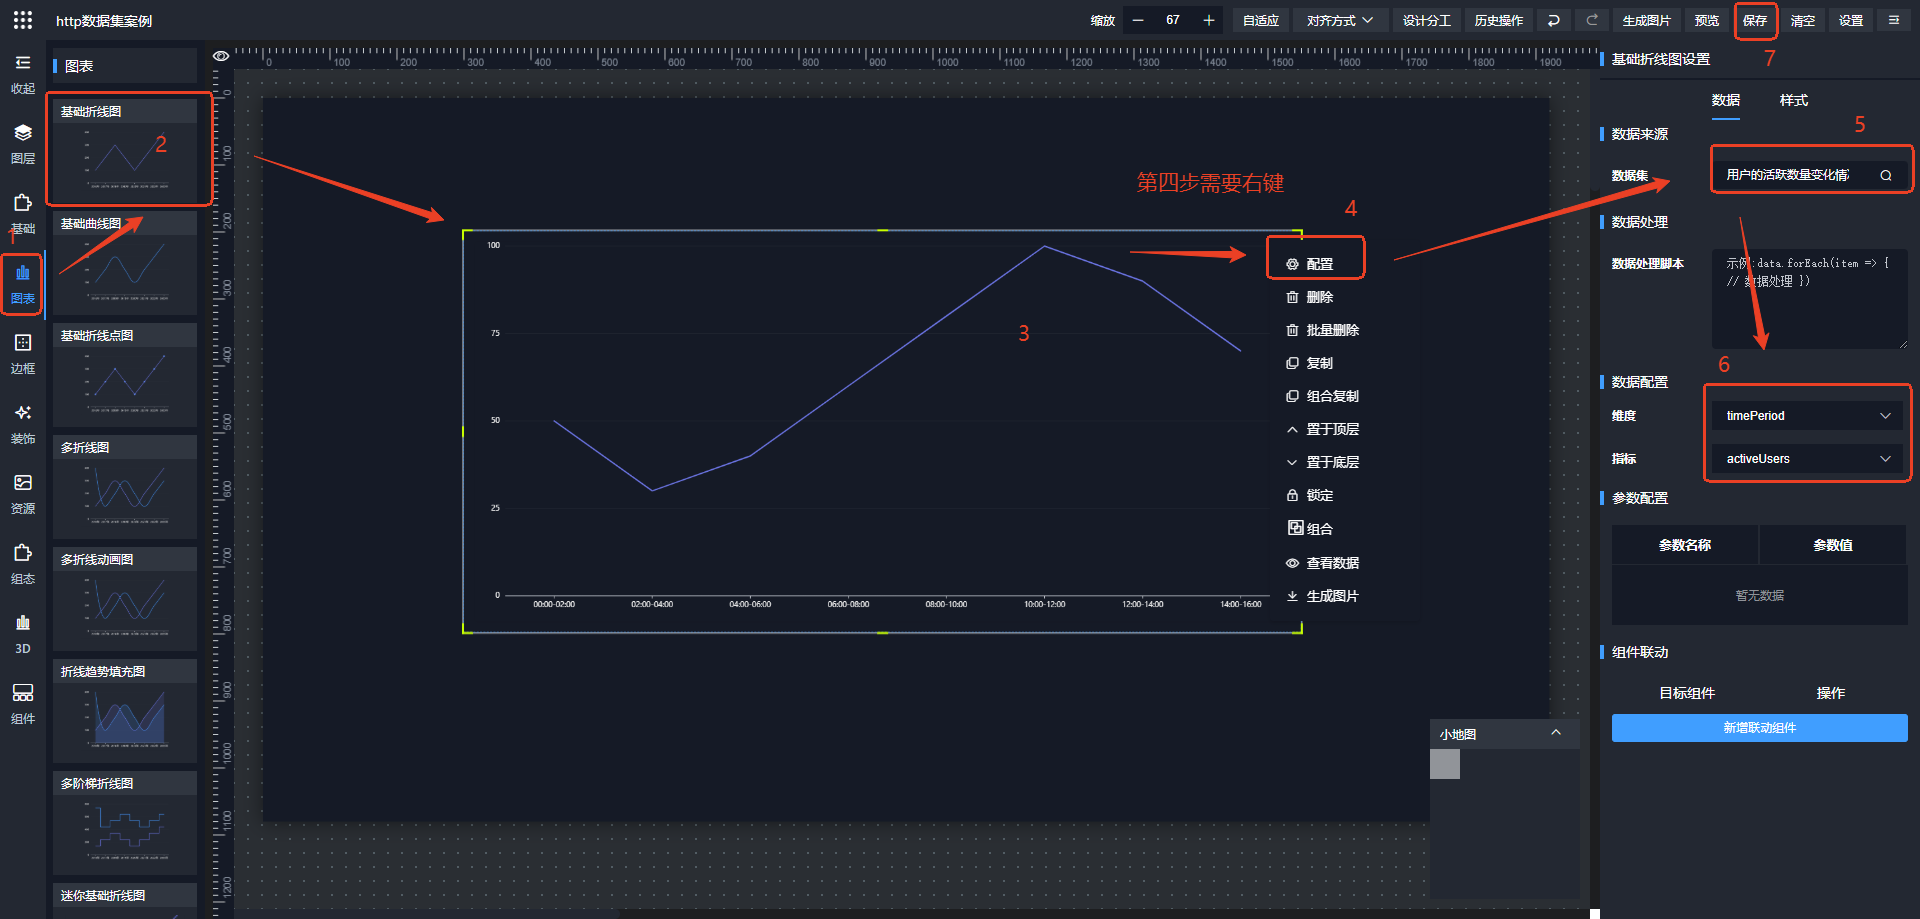 http数据集案例
缩放 67 自适应 对齐方式 设计分工 历史操作 生成图片 预览 保存 清空 设置
7
收起
图层
基础
1
图表
边框
装饰
资源
组态
3D
组件
图表
基础折线图
2
基础曲线图
基础折线点图
多折线图
多折线动画图
折线趋势填充图
多阶梯折线图
迷你基础折线图
0 100 200 300 400 500 600 700 800 900 1000 1100 1200 1300 1400 1500 1600 1700 1800 1900
0
100
200
300
400
500
600
700
800
900
1000
1100
1200
第四步需要右键
4
100
75
50
25
0
3
00:00-02:00 02:00-04:00 04:00-06:00 06:00-08:00 08:00-10:00 10:00-12:00 12:00-14:00 14:00-16:00
配置
删除
批量删除
复制
组合复制
置于顶层
置于底层
锁定
组合
查看数据
生成图片
小地图
基础折线图设置
数据 样式
5
数据来源
数据集 用户的活跃数量变化情
数据处理
数据处理脚本 示例:data.forEach(item => {
// 数据处理 })
6
数据配置
维度 timePeriod
指标 activeUsers
参数配置
参数名称 参数值
暂无数据
组件联动
目标组件 操作
新增联动组件